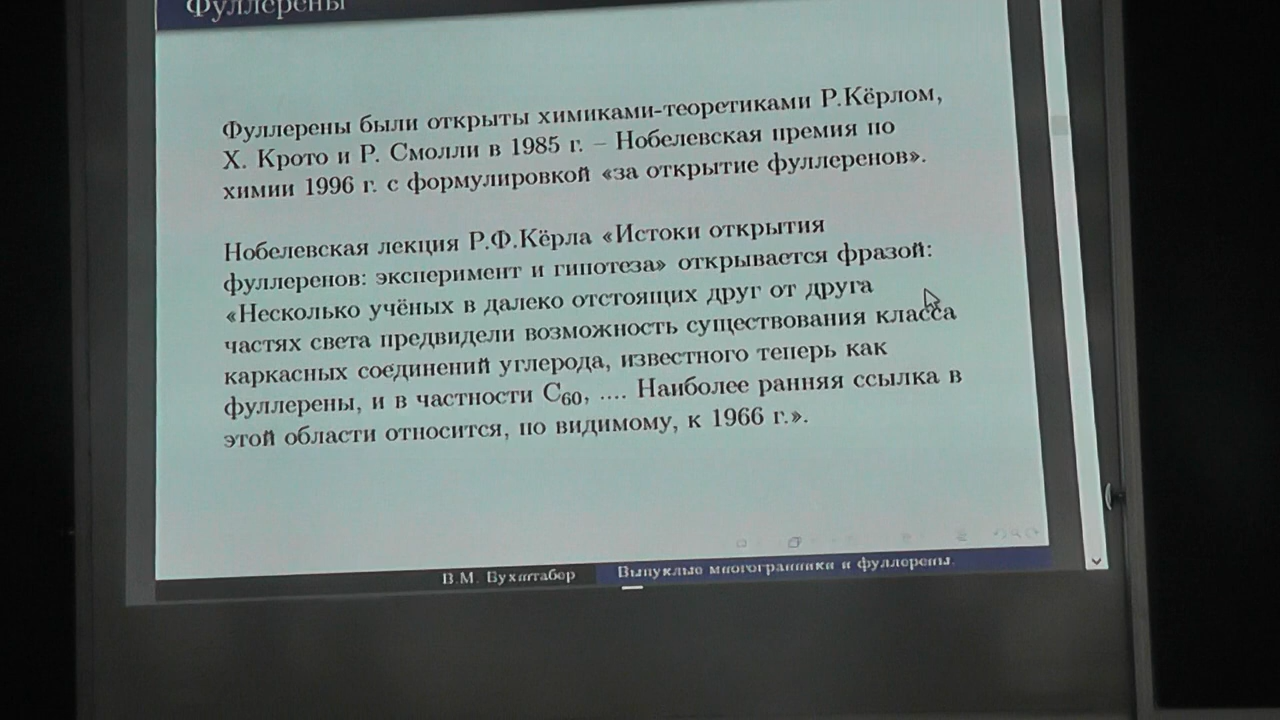 Фуллерены
Фуллерены были открыты химиками-теоретиками Р.Кёрлом,
Х. Крото и Р. Смолли в 1985 г. – Нобелевская премия по
химии 1996 г. с формулировкой «за открытие фуллеренов».
Нобелевская лекция Р.Ф.Кёрла «Истоки открытия
фуллеренов: эксперимент и гипотеза» открывается фразой:
«Несколько учёных в далеко отстоящих друг от друга
частях света предвидели возможность существования класса
каркасных соединений углерода, известного теперь как
фуллерены, и в частности C₆₀, .... Наиболее ранняя ссылка в
этой области относится, по видимому, к 1966 г.».
В.М. Бухштабер Выпуклые многогранники и фуллерены.